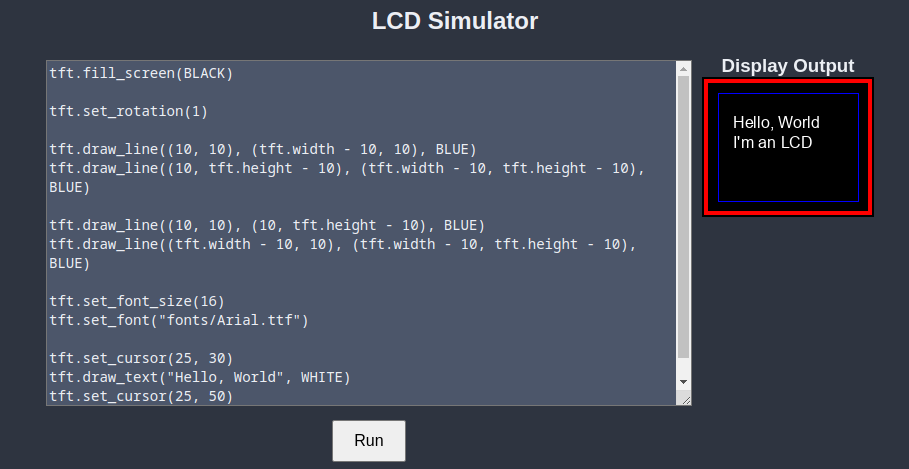 LCD Simulator
tft.fill_screen(BLACK)
tft.set_rotation(1)
tft.draw_line((10, 10), (tft.width - 10, 10), BLUE)
tft.draw_line((10, tft.height - 10), (tft.width - 10, tft.height - 10),
BLUE)
tft.draw_line((10, 10), (10, tft.height - 10), BLUE)
tft.draw_line((tft.width - 10, 10), (tft.width - 10, tft.height - 10),
BLUE)
tft.set_font_size(16)
tft.set_font("fonts/Arial.ttf")
tft.set_cursor(25, 30)
tft.draw_text("Hello, World", WHITE)
tft.set_cursor(25, 50)
Run
Display Output
Hello, World
I'm an LCD